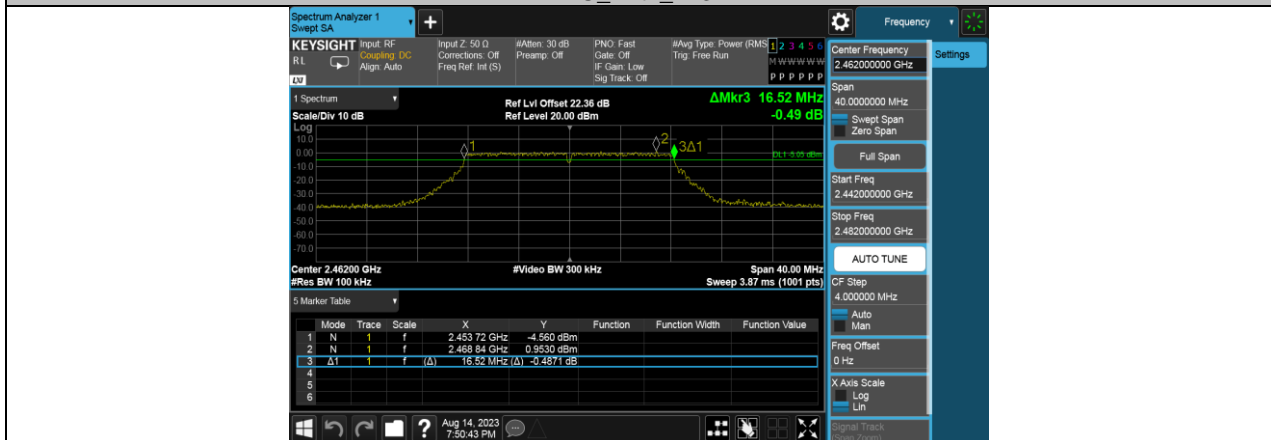 Spectrum Analyzer 1
Swept SA
Frequency
KEYSIGHT
RL
LXI
Input: RF
Coupling: DC
Align: Auto
Input Z: 50 Ω
Corrections: Off
Freq Ref: Int (S)
#Atten: 30 dB
Preamp: Off
PNO: Fast
Gate: Off
IF Gain: Low
Sig Track: Off
#Avg Type: Power (RMS
Trig: Free Run
1 2 3 4 5 6
M W W W W W
P P P P P P
1 Spectrum
Scale/Div 10 dB
Ref Lvl Offset 22.36 dB
Ref Level 20.00 dBm
ΔMkr3 16.52 MHz
-0.49 dB
Log
10.0
0.00
-10.0
-20.0
-30.0
-40.0
-50.0
-60.0
-70.0
1
2
3Δ1
DL1 -5.05 dBm
Center 2.46200 GHz
#Res BW 100 kHz
#Video BW 300 kHz
Span 40.00 MHz
Sweep 3.87 ms (1001 pts)
5 Marker Table
Mode Trace Scale X Y Function Function Width Function Value
1 N 1 f 2.453 72 GHz -4.560 dBm
2 N 1 f 2.468 84 GHz 0.9530 dBm
3 Δ1 1 f (Δ) 16.52 MHz (Δ) -0.4871 dB
4
5
6
Aug 14, 2023
7:50:43 PM
Center Frequency
2.462000000 GHz
Settings
Span
40.0000000 MHz
Swept Span
Zero Span
Full Span
Start Freq
2.442000000 GHz
Stop Freq
2.482000000 GHz
AUTO TUNE
CF Step
4.000000 MHz
Auto
Man
Freq Offset
0 Hz
X Axis Scale
Log
Lin
Signal Track
(Span Zoom)